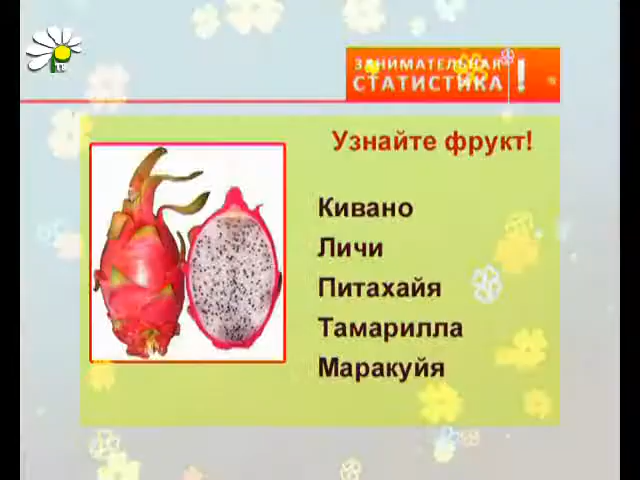 ЗАНИМАТЕЛЬНАЯ
СТАТИСТИКА !
Узнайте фрукт!
Кивано
Личи
Питахайя
Тамарилла
Маракуйя